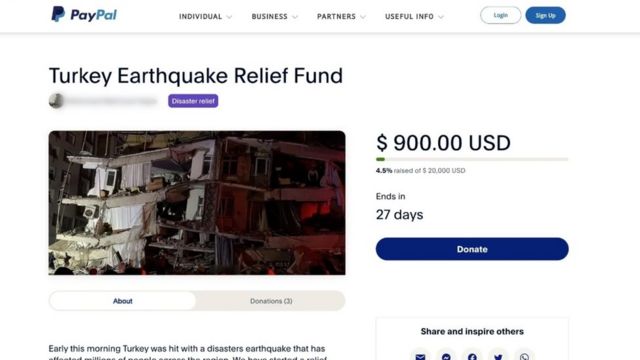 PayPal INDIVIDUAL BUSINESS PARTNERS USEFUL INFO Login Sign Up
Turkey Earthquake Relief Fund
Disaster relief
$ 900.00 USD
4.5% raised of $ 20,000 USD
Ends in
27 days
Donate
About Donations (3)
Share and inspire others
Early this morning Turkey was hit with a disasters earthquake that has
affected millions of people across the region. We have started a relief